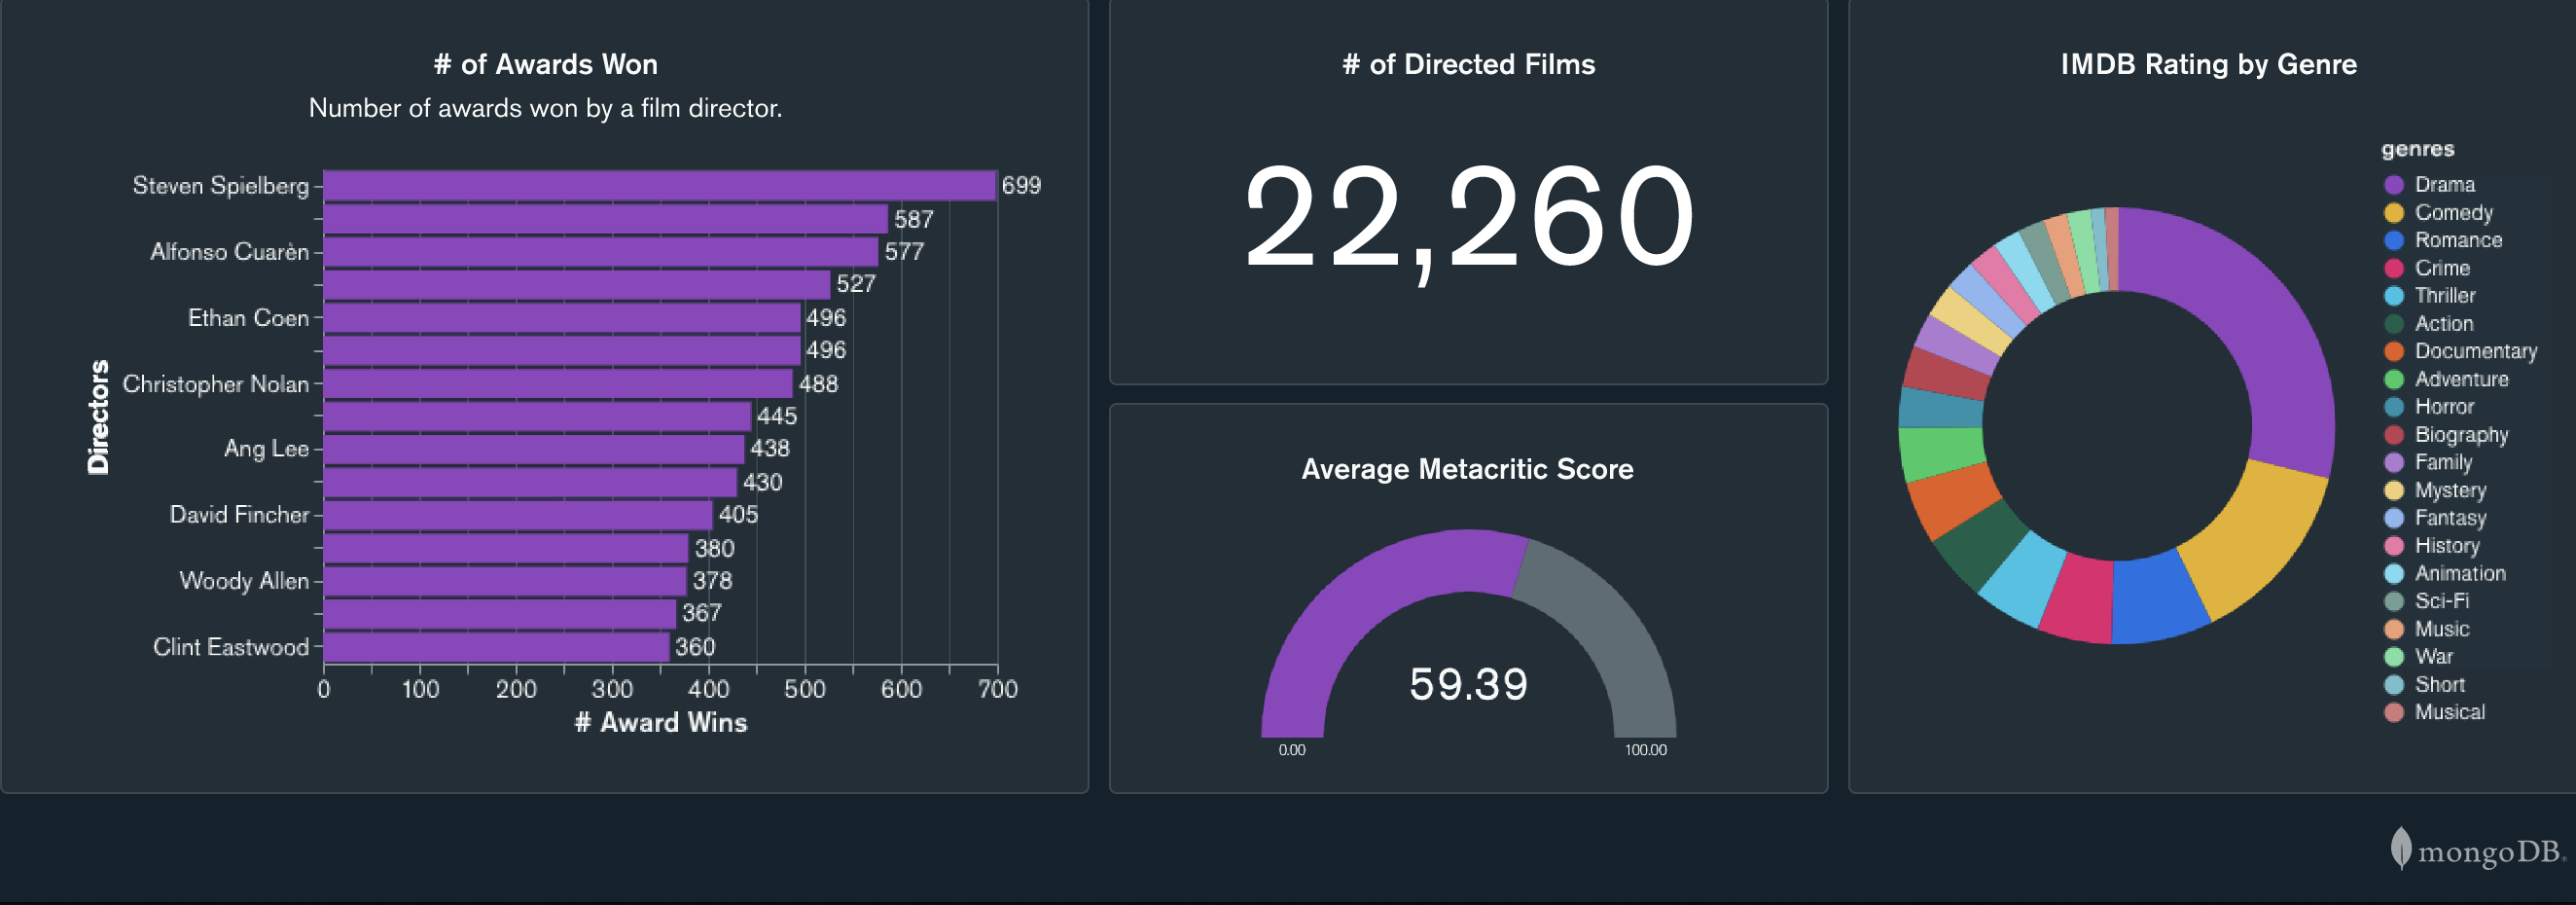 # of Awards Won
Number of awards won by a film director.
Directors
Steven Spielberg 699
587
Alfonso Cuarèn 577
527
Ethan Coen 496
496
Christopher Nolan 488
445
Ang Lee 438
430
David Fincher 405
380
Woody Allen 378
367
Clint Eastwood 360
0 100 200 300 400 500 600 700
# Award Wins
# of Directed Films
22,260
Average Metacritic Score
59.39
0.00 100.00
IMDB Rating by Genre
genres
Drama
Comedy
Romance
Crime
Thriller
Action
Documentary
Adventure
Horror
Biography
Family
Mystery
Fantasy
History
Animation
Sci-Fi
Music
War
Short
Musical
mongoDB.